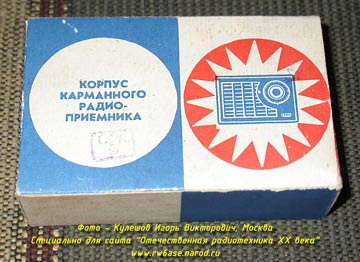 КОРПУС
КАРМАННОГО
РАДИО-
ПРИЕМНИКА
Фото - Кулешов Игорь Викторович, Москва
Специально для сайта "Отечественная радиотехника XX века"
www.rwbase.narod.ru